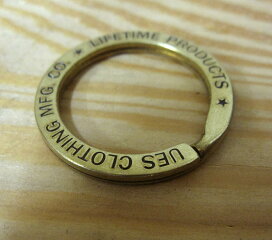 UES CLOTHING MFG. CO. ★ LIFETIME PRODUCTS ★